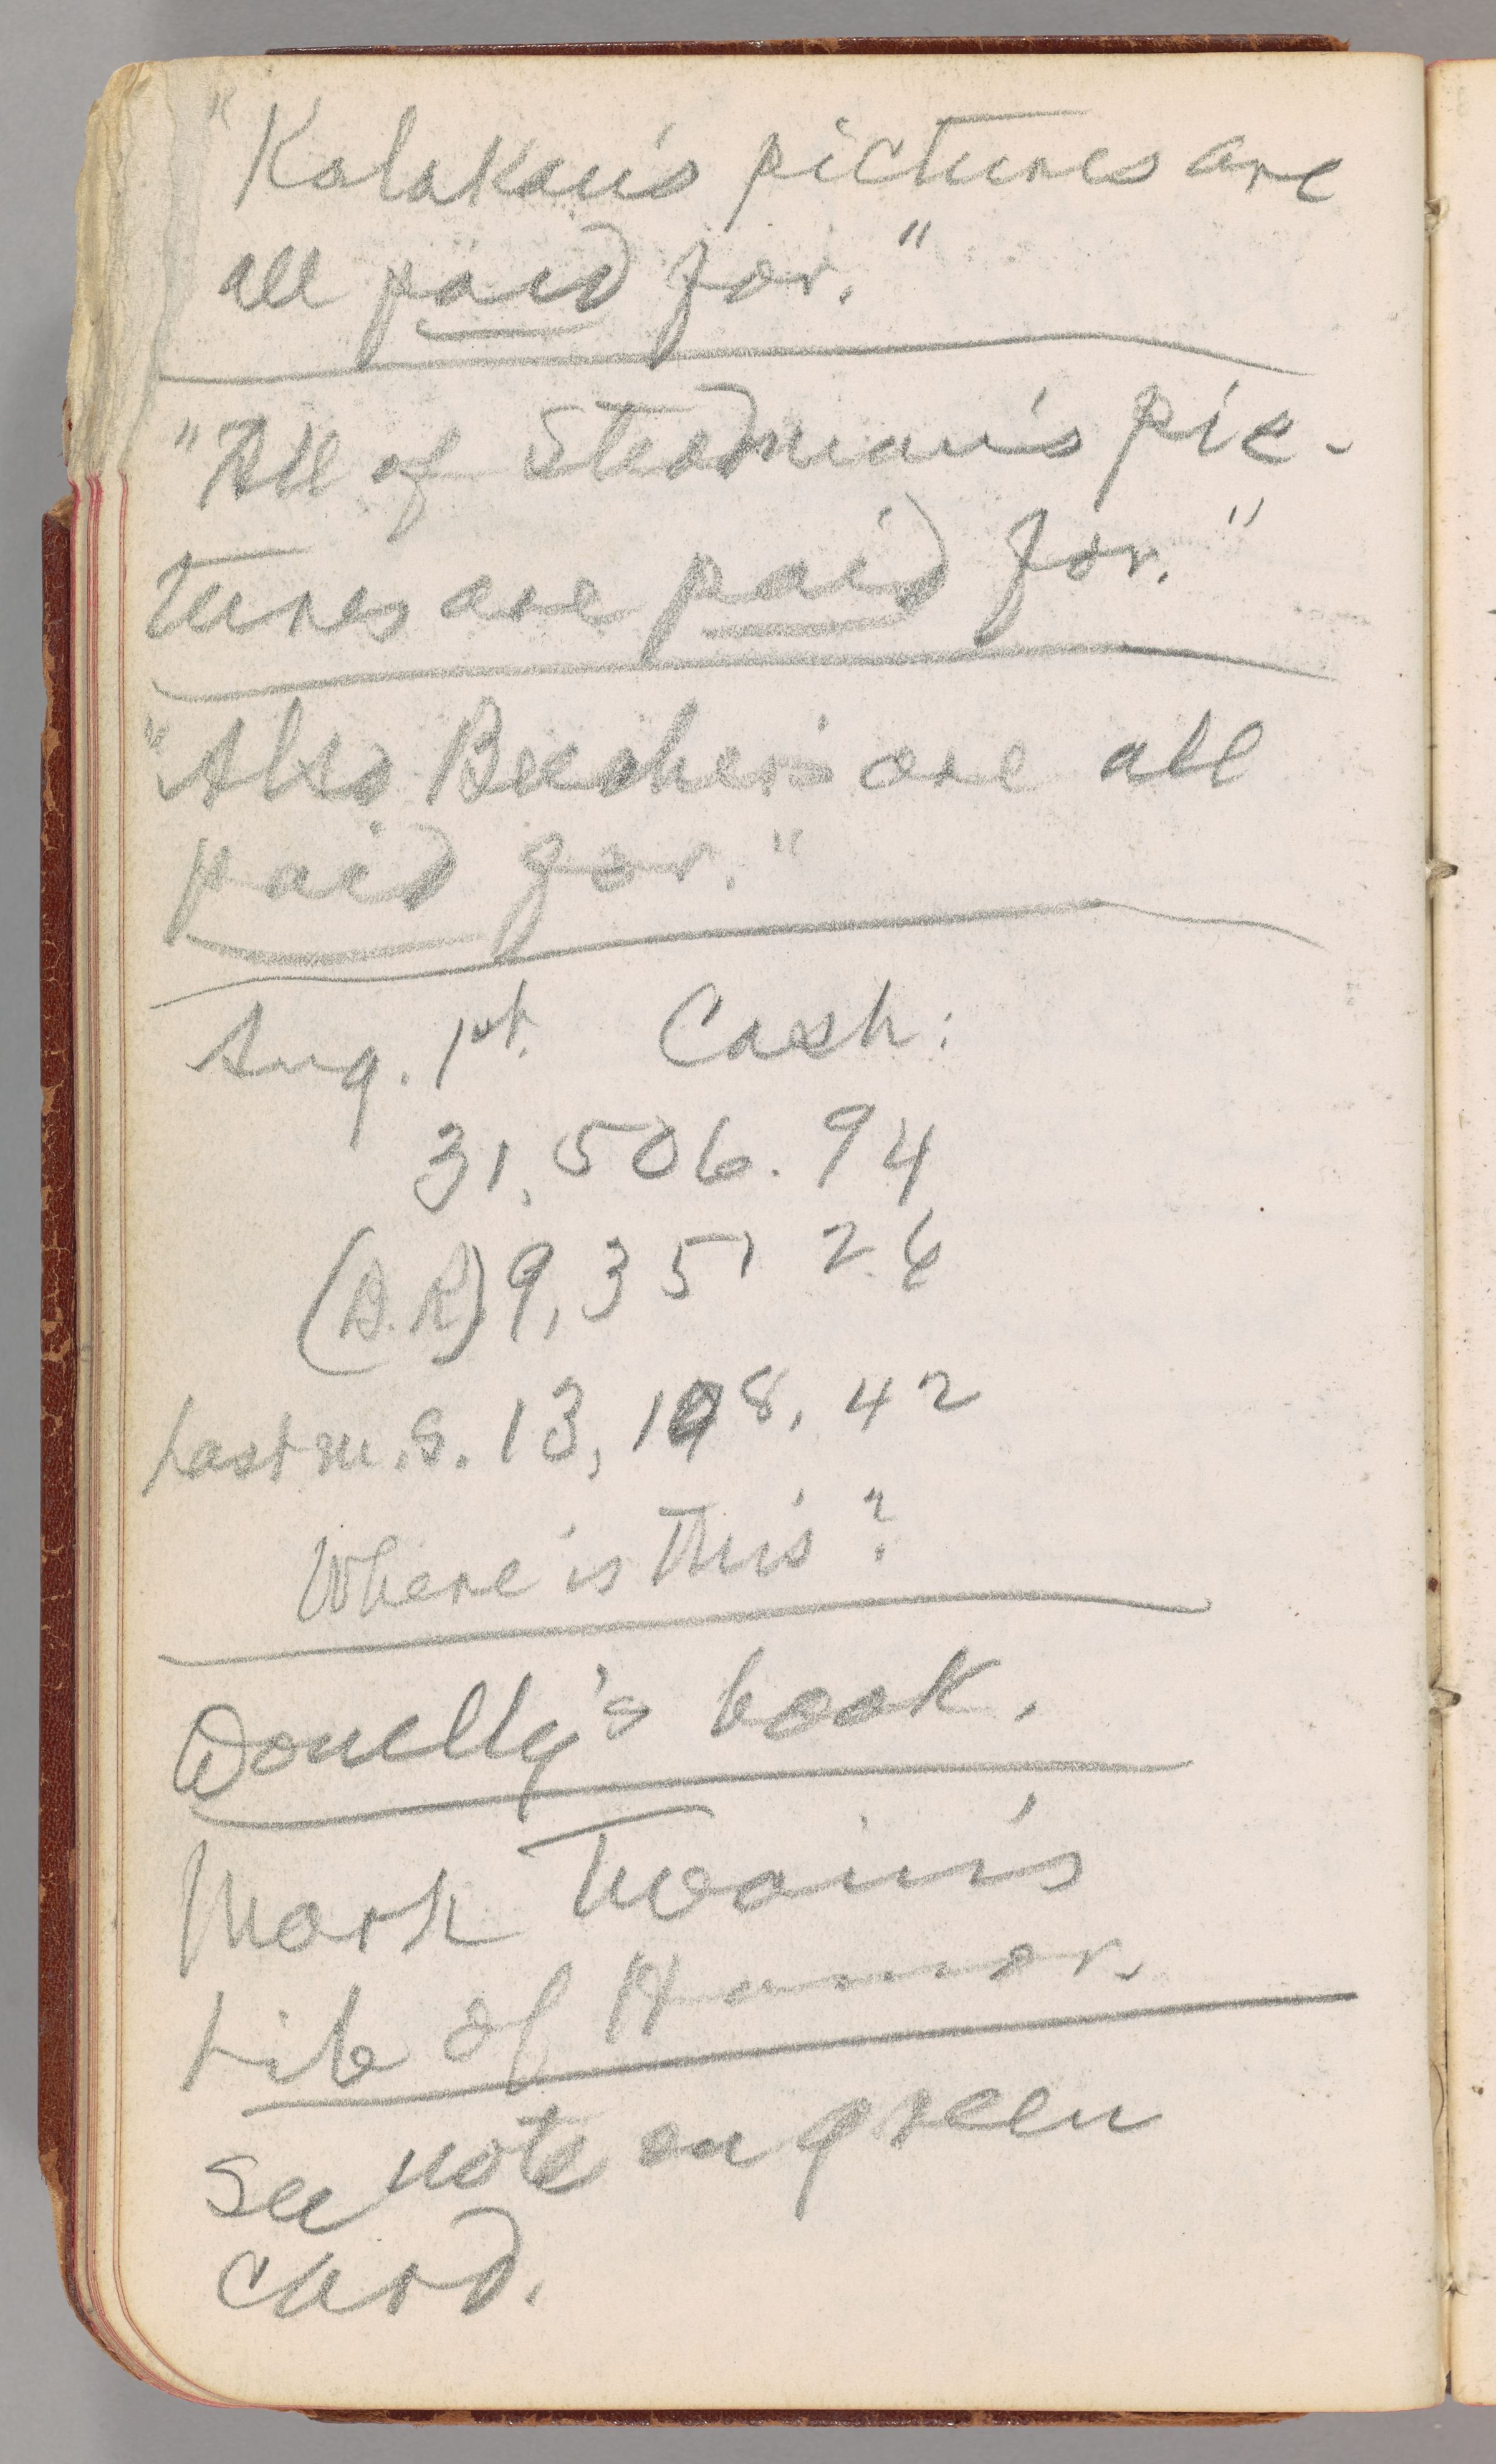 "Kalakau's pictures are
all paid for."
"All of Stedman's pic-
tures are paid for."
"Also Beecher's are all
paid for."
Aug. 1st. Cash:
31,506.94
(A.R) 9,351 26
Last m.s. 13,198.42
Where is this?
Donelly's book.
Mark Twain's
Lib of Humor.
See note on green
card.